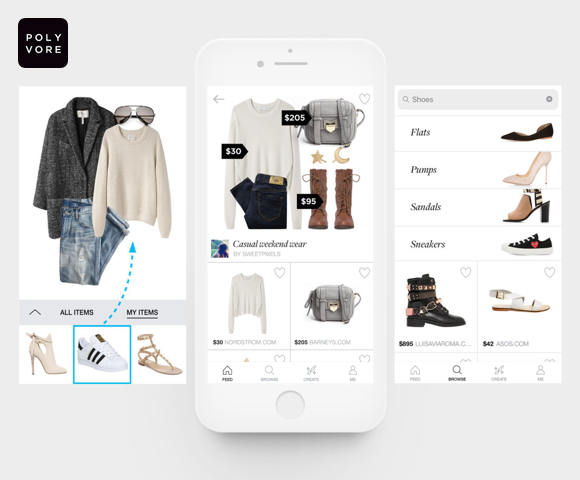 POLY
VORE
ALL ITEMS
MY ITEMS
$205
$30
$95
Casual weekend wear
BY SWEETPIXELS
$30 NORDSTROM.COM
$205 BARNEYS.COM
FEED
BROWSE
CREATE
ME
Shoes
Flats
Pumps
Sandals
Sneakers
$895 LUISAVIAROMA.C...
$42 ASOS.COM
FEED
BROWSE
CREATE
ME